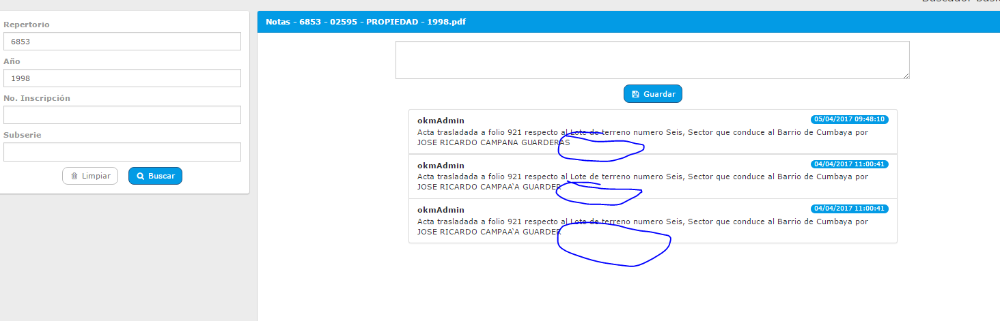 Repertorio
6853
Año
1998
No. Inscripción
Subserie
Limpiar
Buscar
Notas - 6853 - 02595 - PROPIEDAD - 1998.pdf
Guardar
okmAdmin
05/04/2017 09:48:10
Acta trasladada a folio 921 respecto al Lote de terreno numero Seis, Sector que conduce al Barrio de Cumbaya por
JOSE RICARDO CAMPANA GUARDERAS
okmAdmin
04/04/2017 11:00:41
Acta trasladada a folio 921 respecto al Lote de terreno numero Seis, Sector que conduce al Barrio de Cumbaya por
JOSE RICARDO CAMPAA`A GUARDER
okmAdmin
04/04/2017 11:00:41
Acta trasladada a folio 921 respecto al Lote de terreno numero Seis, Sector que conduce al Barrio de Cumbaya por
JOSE RICARDO CAMPAA`A GUARDER